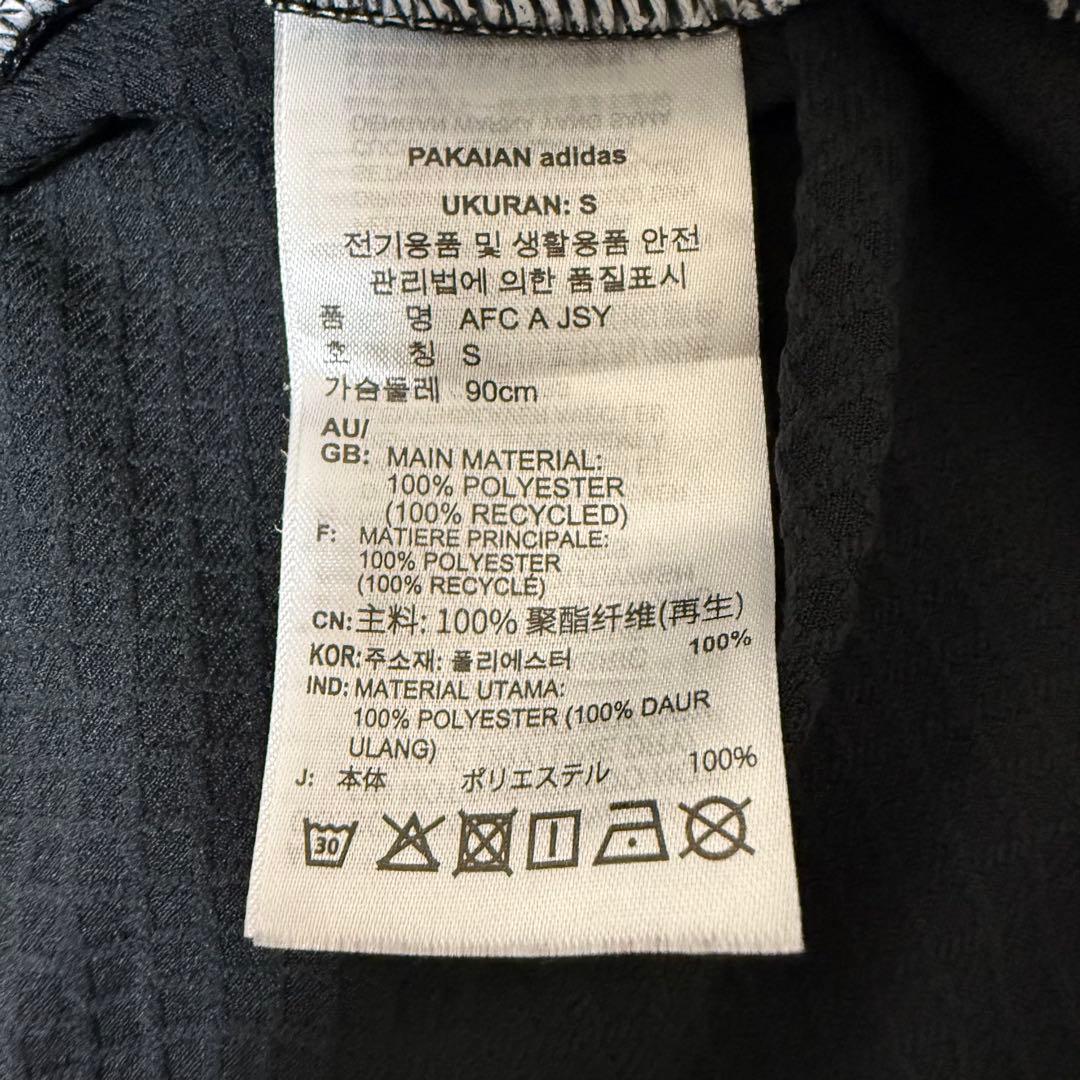 PAKAIAN adidas
UKURAN: S
전기용품 및 생활용품 안전
관리법에 의한 품질표시
품 명 AFC A JSY
호 칭 S
가슴둘레 90cm
AU/
GB: MAIN MATERIAL:
100% POLYESTER
(100% RECYCLED)
F: MATIERE PRINCIPALE:
100% POLYESTER
(100% RECYCLE)
CN: 主料: 100% 聚酯纤维(再生)
KOR: 주소재: 폴리에스터 100%
IND: MATERIAL UTAMA:
100% POLYESTER (100% DAUR
ULANG)
J: 本体 ポリエステル 100%
30